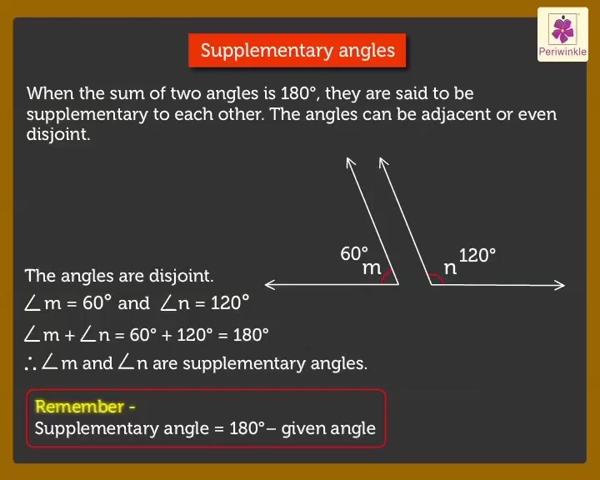 Periwinkle
Supplementary angles
When the sum of two angles is 180°, they are said to be
supplementary to each other. The angles can be adjacent or even
disjoint.
60°
m
n
120°
The angles are disjoint.
∠m = 60° and ∠n = 120°
∠m + ∠n = 60° + 120° = 180°
∴ ∠m and ∠n are supplementary angles.
Remember -
Supplementary angle = 180° – given angle